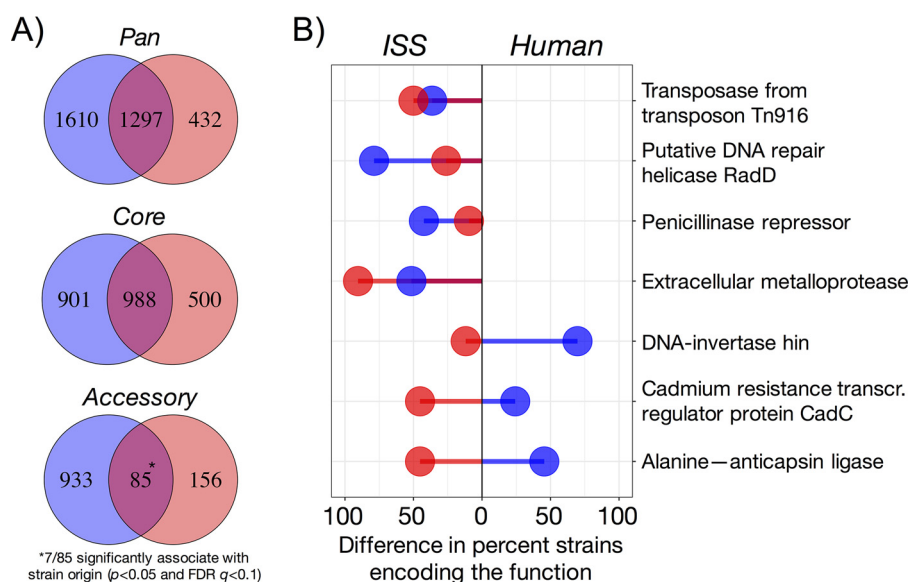 A)
Pan
1610 1297 432
Core
901 988 500
Accessory
933 85* 156
*7/85 significantly associate with
strain origin (p<0.05 and FDR q<0.1)
B)
ISS Human
Transposase from
transposon Tn916
Putative DNA repair
helicase RadD
Penicillinase repressor
Extracellular metalloprotease
DNA-invertase hin
Cadmium resistance transcr.
regulator protein CadC
Alanine—anticapsin ligase
100 50 0 50 100
Difference in percent strains
encoding the function